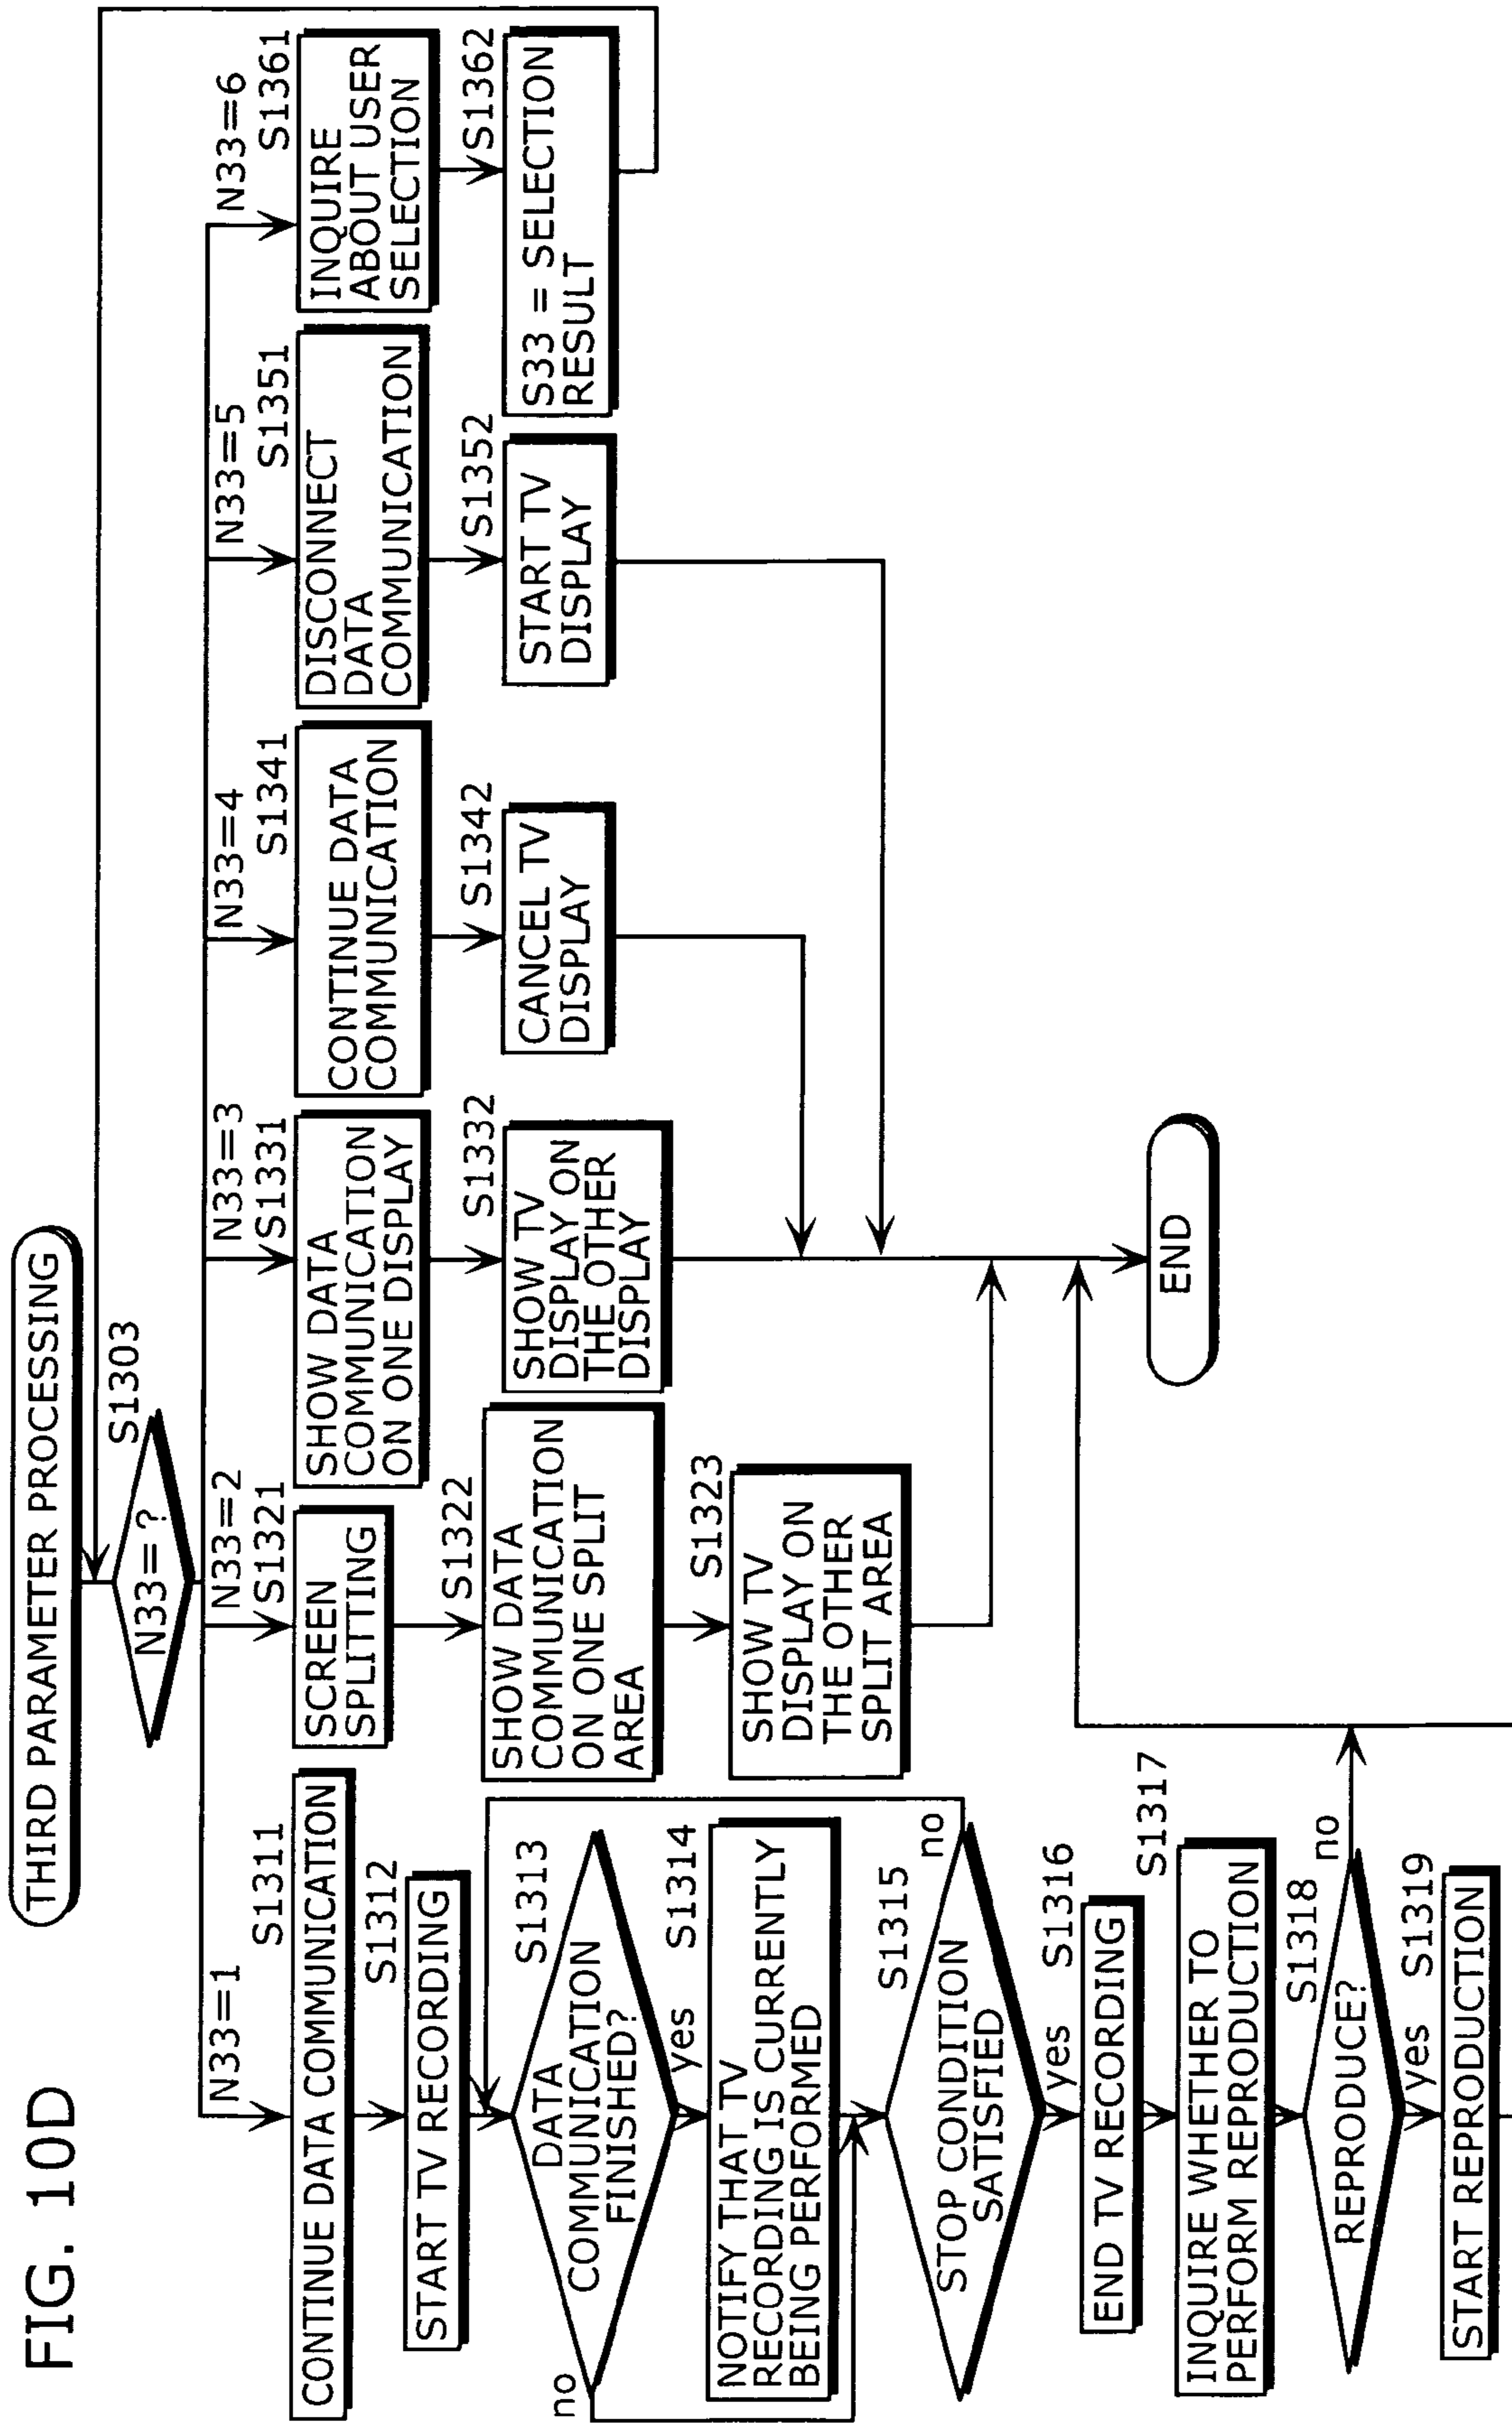 FIG. 10D
THIRD PARAMETER PROCESSING
S1303
N33= ?
N33=1
S1311
CONTINUE DATA COMMUNICATION
S1312
START TV RECORDING
S1313
DATA
COMMUNICATION
FINISHED?
no
yes
S1314
NOTIFY THAT TV
RECORDING IS CURRENTLY
BEING PERFORMED
S1315
STOP CONDITION
SATISFIED
no
yes
S1316
END TV RECORDING
S1317
INQUIRE WHETHER TO
PERFORM REPRODUCTION
S1318
REPRODUCE?
no
yes
S1319
START REPRODUCTION
N33=2
S1321
SCREEN
SPLITTING
S1322
SHOW DATA
COMMUNICATION
ON ONE SPLIT
AREA
S1323
SHOW TV
DISPLAY ON
THE OTHER
SPLIT AREA
N33=3
S1331
SHOW DATA
COMMUNICATION
ON ONE DISPLAY
S1332
SHOW TV
DISPLAY ON
THE OTHER
DISPLAY
N33=4
S1341
CONTINUE DATA
COMMUNICATION
S1342
CANCEL TV
DISPLAY
N33=5
S1351
DISCONNECT
DATA
COMMUNICATION
S1352
START TV
DISPLAY
N33=6
S1361
INQUIRE
ABOUT USER
SELECTION
S1362
S33 = SELECTION
RESULT
END